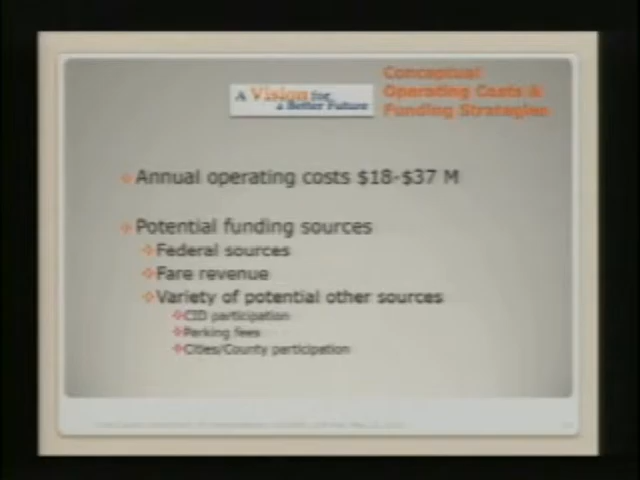 A Vision for
a Better Future
Conceptual
Operating Costs &
Funding Strategies
Annual operating costs $18-$37 M
Potential funding sources
Federal sources
Fare revenue
Variety of potential other sources
CID participation
Parking fees
Cities/County participation